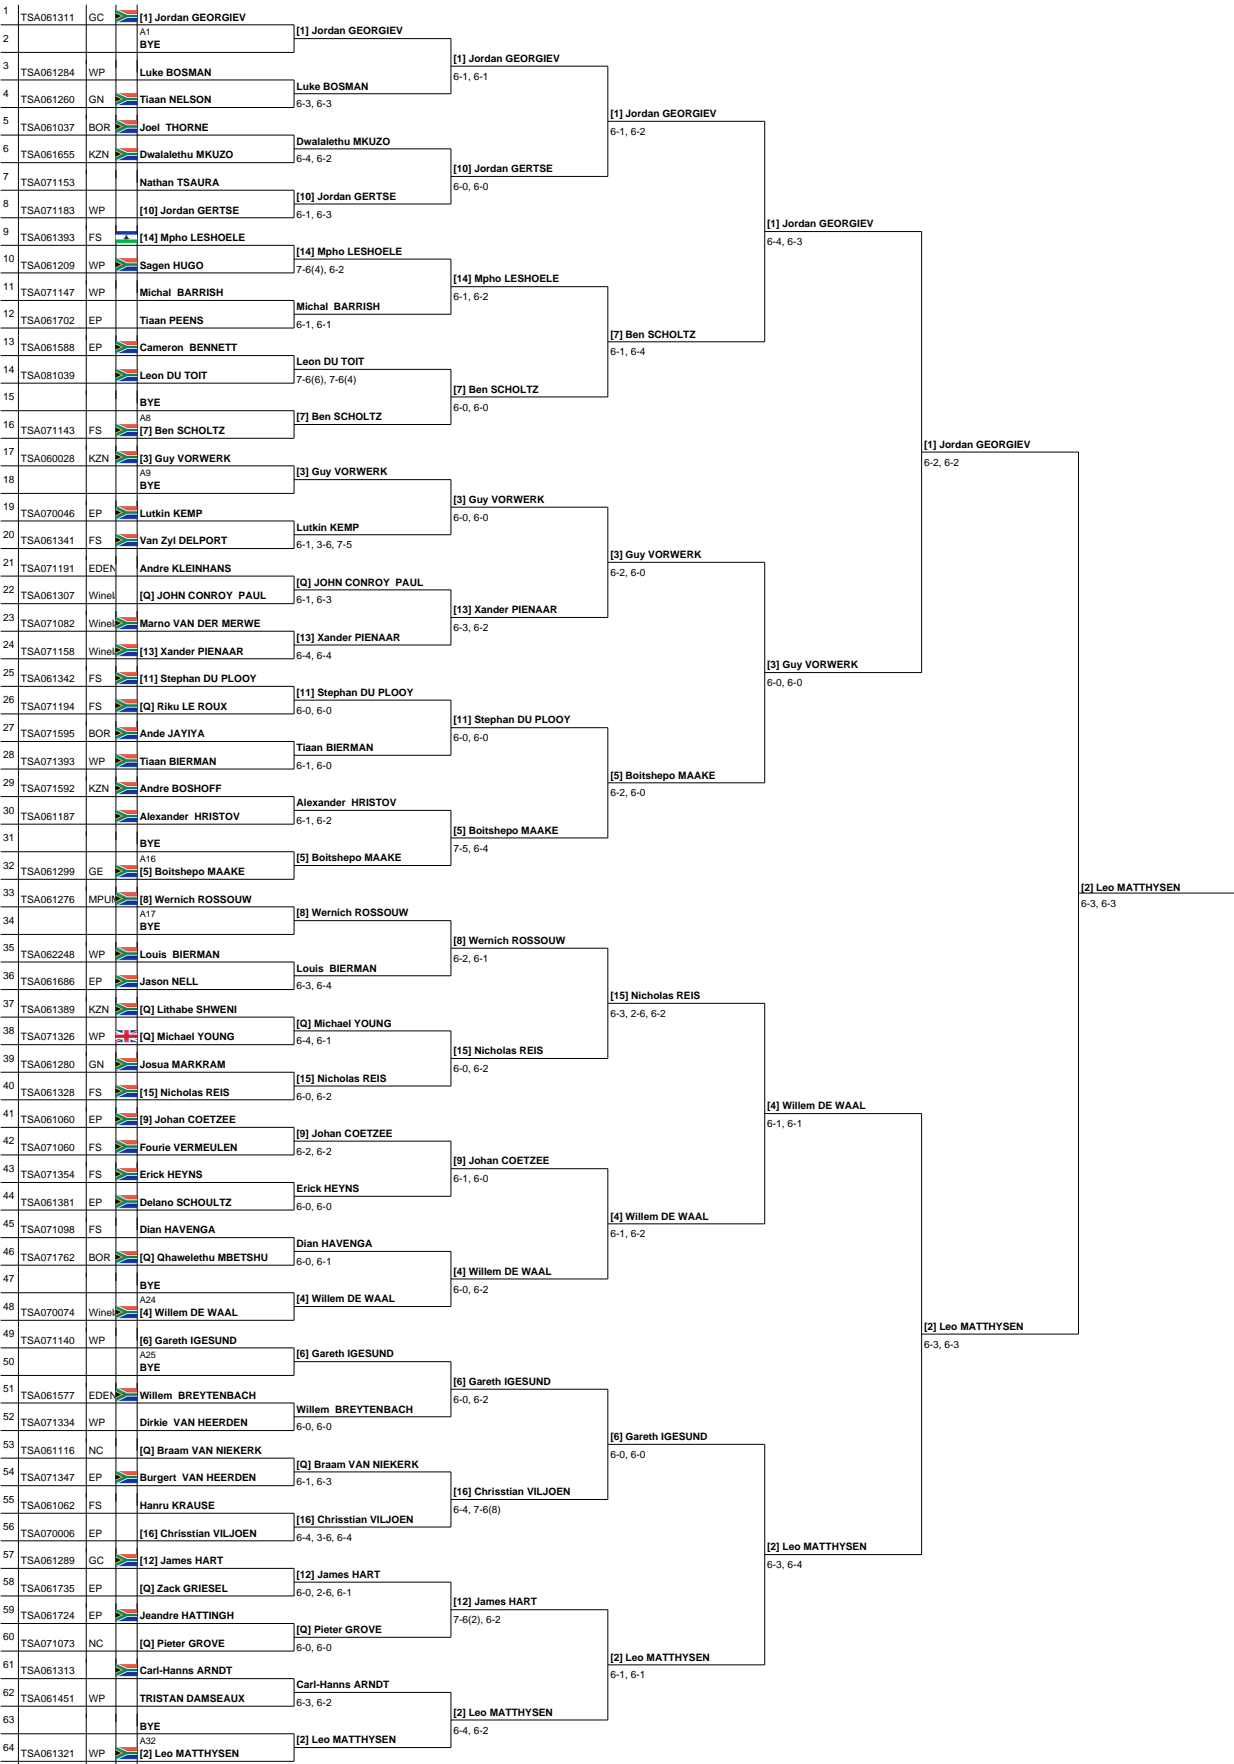 1 TSA061311 GC [1] Jordan GEORGIEV
A1 [1] Jordan GEORGIEV
2 BYE
[1] Jordan GEORGIEV
3 TSA061284 WP Luke BOSMAN 6-1, 6-1
Luke BOSMAN
4 TSA061260 GN Tiaan NELSON 6-3, 6-3
[1] Jordan GEORGIEV
5 TSA061037 BOR Joel THORNE 6-1, 6-2
Dwalalethu MKUZO
6 TSA061655 KZN Dwalalethu MKUZO 6-4, 6-2
[10] Jordan GERTSE
7 TSA071153 Nathan TSAURA 6-0, 6-0
[10] Jordan GERTSE
8 TSA071183 WP [10] Jordan GERTSE 6-1, 6-3
[1] Jordan GEORGIEV
9 TSA061393 FS [14] Mpho LESHOELE 6-4, 6-3
[14] Mpho LESHOELE
10 TSA061209 WP Sagen HUGO 7-6(4), 6-2
[14] Mpho LESHOELE
11 TSA071147 WP Michal BARRISH 6-1, 6-2
Michal BARRISH
12 TSA061702 EP Tiaan PEENS 6-1, 6-1
[7] Ben SCHOLTZ
13 TSA061588 EP Cameron BENNETT 6-1, 6-4
Leon DU TOIT
14 TSA081039 Leon DU TOIT 7-6(6), 7-6(4)
[7] Ben SCHOLTZ
15 BYE 6-0, 6-0
A8 [7] Ben SCHOLTZ
16 TSA071143 FS [7] Ben SCHOLTZ
[1] Jordan GEORGIEV
17 TSA060028 KZN [3] Guy VORWERK 6-2, 6-2
A9 [3] Guy VORWERK
18 BYE
[3] Guy VORWERK
19 TSA070046 EP Lutkin KEMP 6-0, 6-0
Lutkin KEMP
20 TSA061341 FS Van Zyl DELPORT 6-1, 3-6, 7-5
[3] Guy VORWERK
21 TSA071191 EDEN Andre KLEINHANS 6-2, 6-0
[Q] JOHN CONROY PAUL
22 TSA061307 Winel [Q] JOHN CONROY PAUL 6-1, 6-3
[13] Xander PIENAAR
23 TSA071082 Winel Marno VAN DER MERWE 6-3, 6-2
[13] Xander PIENAAR
24 TSA071158 Winel [13] Xander PIENAAR 6-4, 6-4
[3] Guy VORWERK
25 TSA061342 FS [11] Stephan DU PLOOY 6-0, 6-0
[11] Stephan DU PLOOY
26 TSA071194 FS [Q] Riku LE ROUX 6-0, 6-0
[11] Stephan DU PLOOY
27 TSA071595 BOR Ande JAYIYA 6-0, 6-0
Tiaan BIERMAN
28 TSA071393 WP Tiaan BIERMAN 6-1, 6-0
[5] Boitshepo MAAKE
29 TSA071592 KZN Andre BOSHOFF 6-2, 6-0
Alexander HRISTOV
30 TSA061187 Alexander HRISTOV 6-1, 6-2
[5] Boitshepo MAAKE
31 BYE 7-5, 6-4
A16 [5] Boitshepo MAAKE
32 TSA061299 GE [5] Boitshepo MAAKE
[2] Leo MATTHYSEN
33 TSA061276 MPUM [8] Wernich ROSSOUW 6-3, 6-3
A17 [8] Wernich ROSSOUW
34 BYE
[8] Wernich ROSSOUW
35 TSA062248 WP Louis BIERMAN 6-2, 6-1
Louis BIERMAN
36 TSA061686 EP Jason NELL 6-3, 6-4
[15] Nicholas REIS
37 TSA061389 KZN [Q] Lithabe SHWENI 6-3, 2-6, 6-2
[Q] Michael YOUNG
38 TSA071326 WP [Q] Michael YOUNG 6-4, 6-1
[15] Nicholas REIS
39 TSA061280 GN Josua MARKRAM 6-0, 6-2
[15] Nicholas REIS
40 TSA061328 FS [15] Nicholas REIS 6-0, 6-2
[4] Willem DE WAAL
41 TSA061060 EP [9] Johan COETZEE 6-1, 6-1
[9] Johan COETZEE
42 TSA071060 FS Fourie VERMEULEN 6-2, 6-2
[9] Johan COETZEE
43 TSA071354 FS Erick HEYNS 6-1, 6-0
Erick HEYNS
44 TSA061381 EP Delano SCHOULTZ 6-0, 6-0
[4] Willem DE WAAL
45 TSA071098 FS Dian HAVENGA 6-1, 6-2
Dian HAVENGA
46 TSA071762 BOR [Q] Qhawelethu MBETSHU 6-0, 6-1
[4] Willem DE WAAL
47 BYE 6-0, 6-2
A24 [4] Willem DE WAAL
48 TSA070074 Winel [4] Willem DE WAAL
[2] Leo MATTHYSEN
49 TSA071140 WP [6] Gareth IGESUND 6-3, 6-3
A25 [6] Gareth IGESUND
50 BYE
[6] Gareth IGESUND
51 TSA061577 EDEN Willem BREYTENBACH 6-0, 6-2
Willem BREYTENBACH
52 TSA071334 WP Dirkie VAN HEERDEN 6-0, 6-0
[6] Gareth IGESUND
53 TSA061116 NC [Q] Braam VAN NIEKERK 6-0, 6-0
[Q] Braam VAN NIEKERK
54 TSA071347 EP Burgert VAN HEERDEN 6-1, 6-3
[16] Chrisstian VILJOEN
55 TSA061062 FS Hanru KRAUSE 6-4, 7-6(8)
[16] Chrisstian VILJOEN
56 TSA070006 EP [16] Chrisstian VILJOEN 6-4, 3-6, 6-4
[2] Leo MATTHYSEN
57 TSA061289 GC [12] James HART 6-3, 6-4
[12] James HART
58 TSA061735 EP [Q] Zack GRIESEL 6-0, 2-6, 6-1
[12] James HART
59 TSA061724 EP Jeandre HATTINGH 7-6(2), 6-2
[Q] Pieter GROVE
60 TSA071073 NC [Q] Pieter GROVE 6-0, 6-0
[2] Leo MATTHYSEN
61 TSA061313 Carl-Hanns ARNDT 6-1, 6-1
Carl-Hanns ARNDT
62 TSA061451 WP TRISTAN DAMSEAUX 6-3, 6-2
[2] Leo MATTHYSEN
63 BYE 6-4, 6-2
A32 [2] Leo MATTHYSEN
64 TSA061321 WP [2] Leo MATTHYSEN